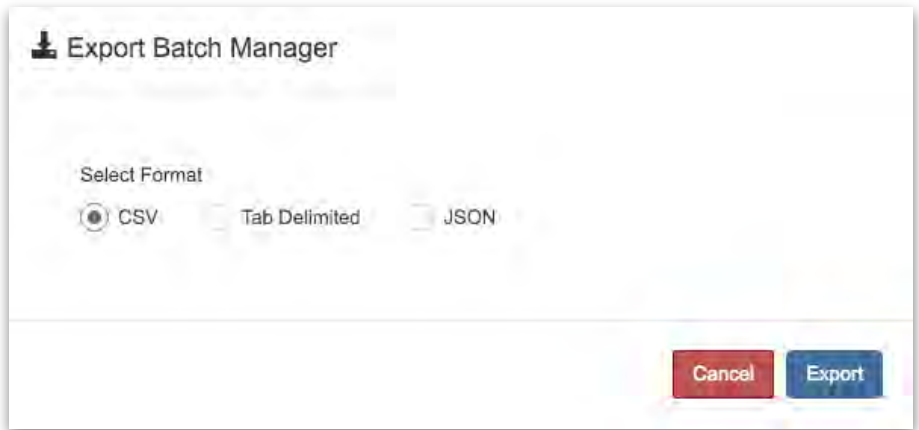 Export Batch Manager
Select Format
CSV Tab Delimited JSON
Cancel Export